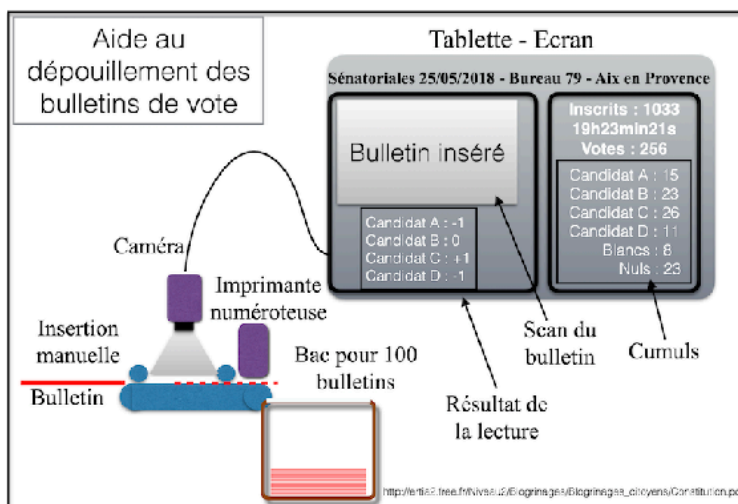 Aide au
dépouillement des
bulletins de vote
Tablette - Ecran
Sénatoriales 25/05/2018 - Bureau 79 - Aix en Provence
Bulletin inséré
Candidat A : -1
Candidat B : 0
Candidat C : +1
Candidat D : -1
Inscrits : 1033
19h23min21s
Votes : 256
Candidat A : 15
Candidat B : 23
Candidat C : 26
Candidat D : 11
Blancs : 8
Nuls : 23
Caméra
Imprimante
numéroteuse
Insertion
manuelle
Bulletin
Bac pour 100
bulletins
Scan du
bulletin
Cumuls
Résultat de
la lecture